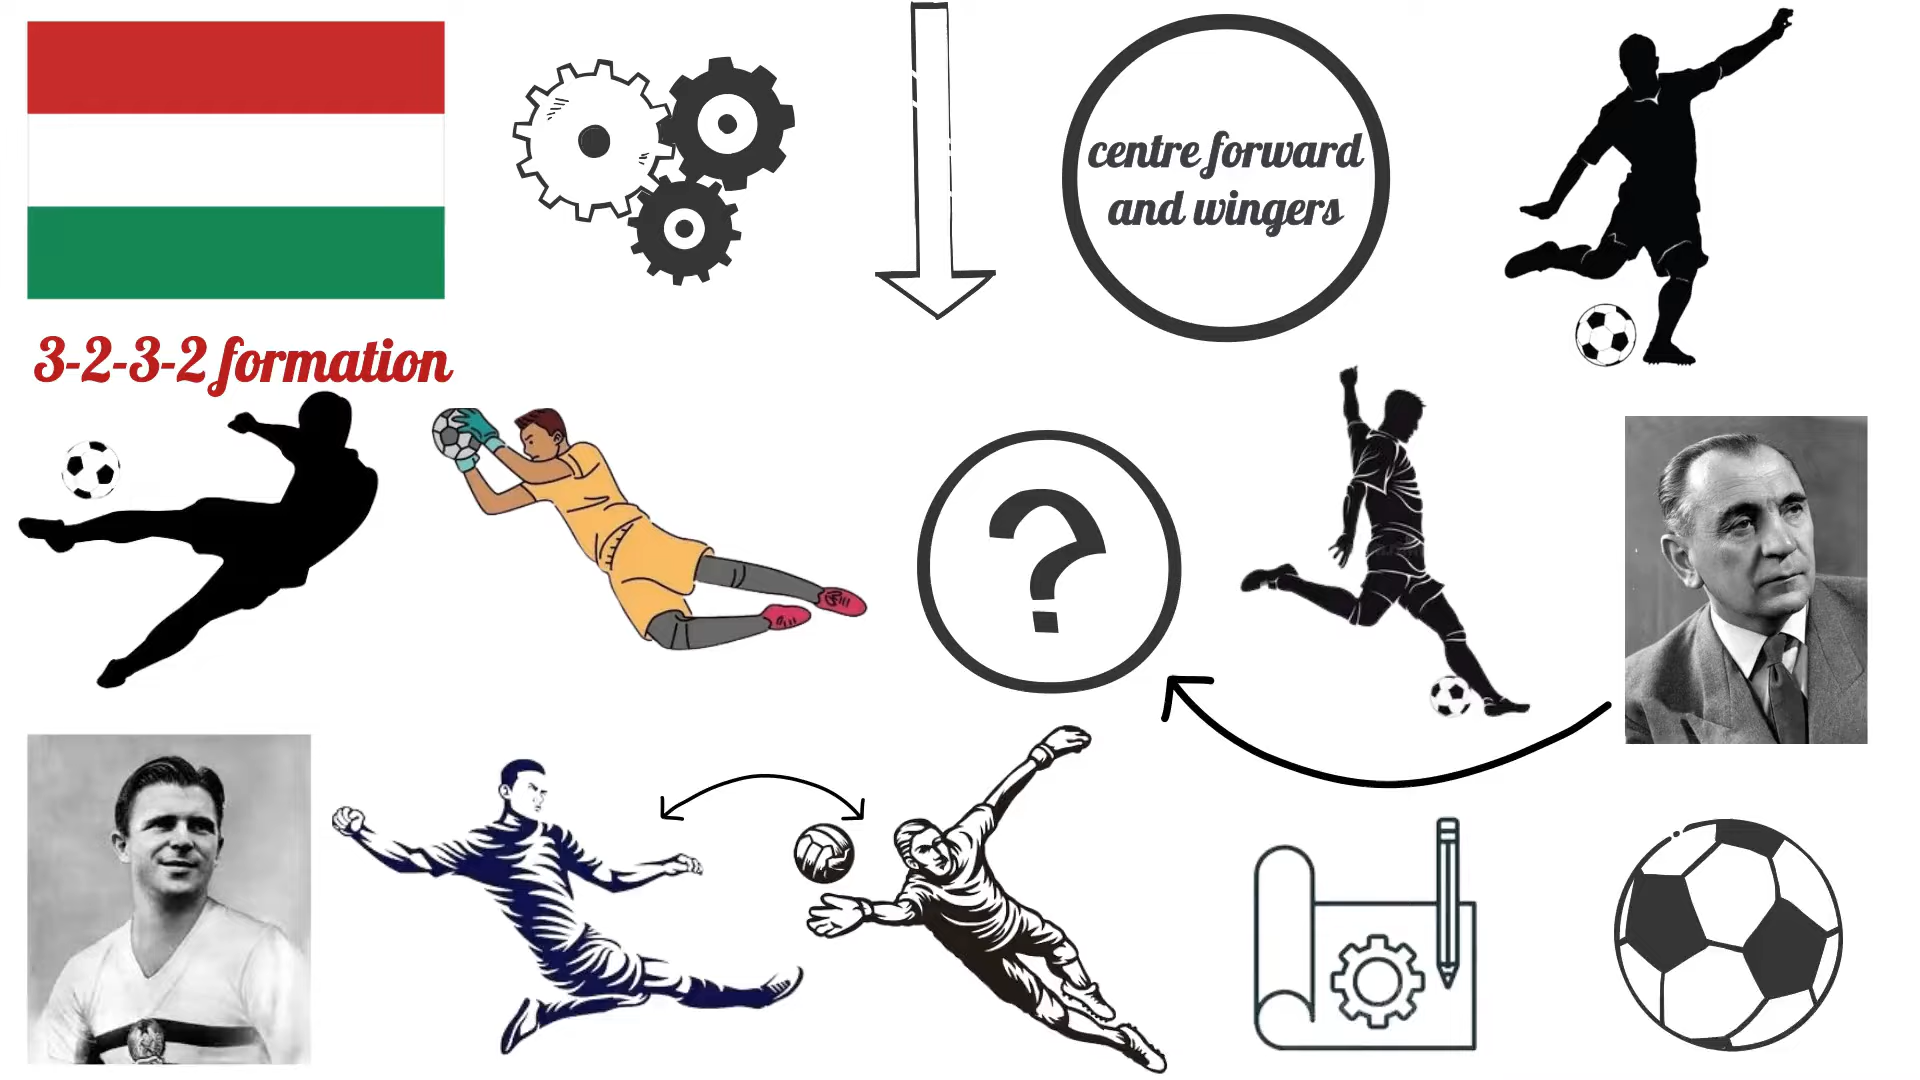 centre forward
and wingers
3-2-3-2 formation
?